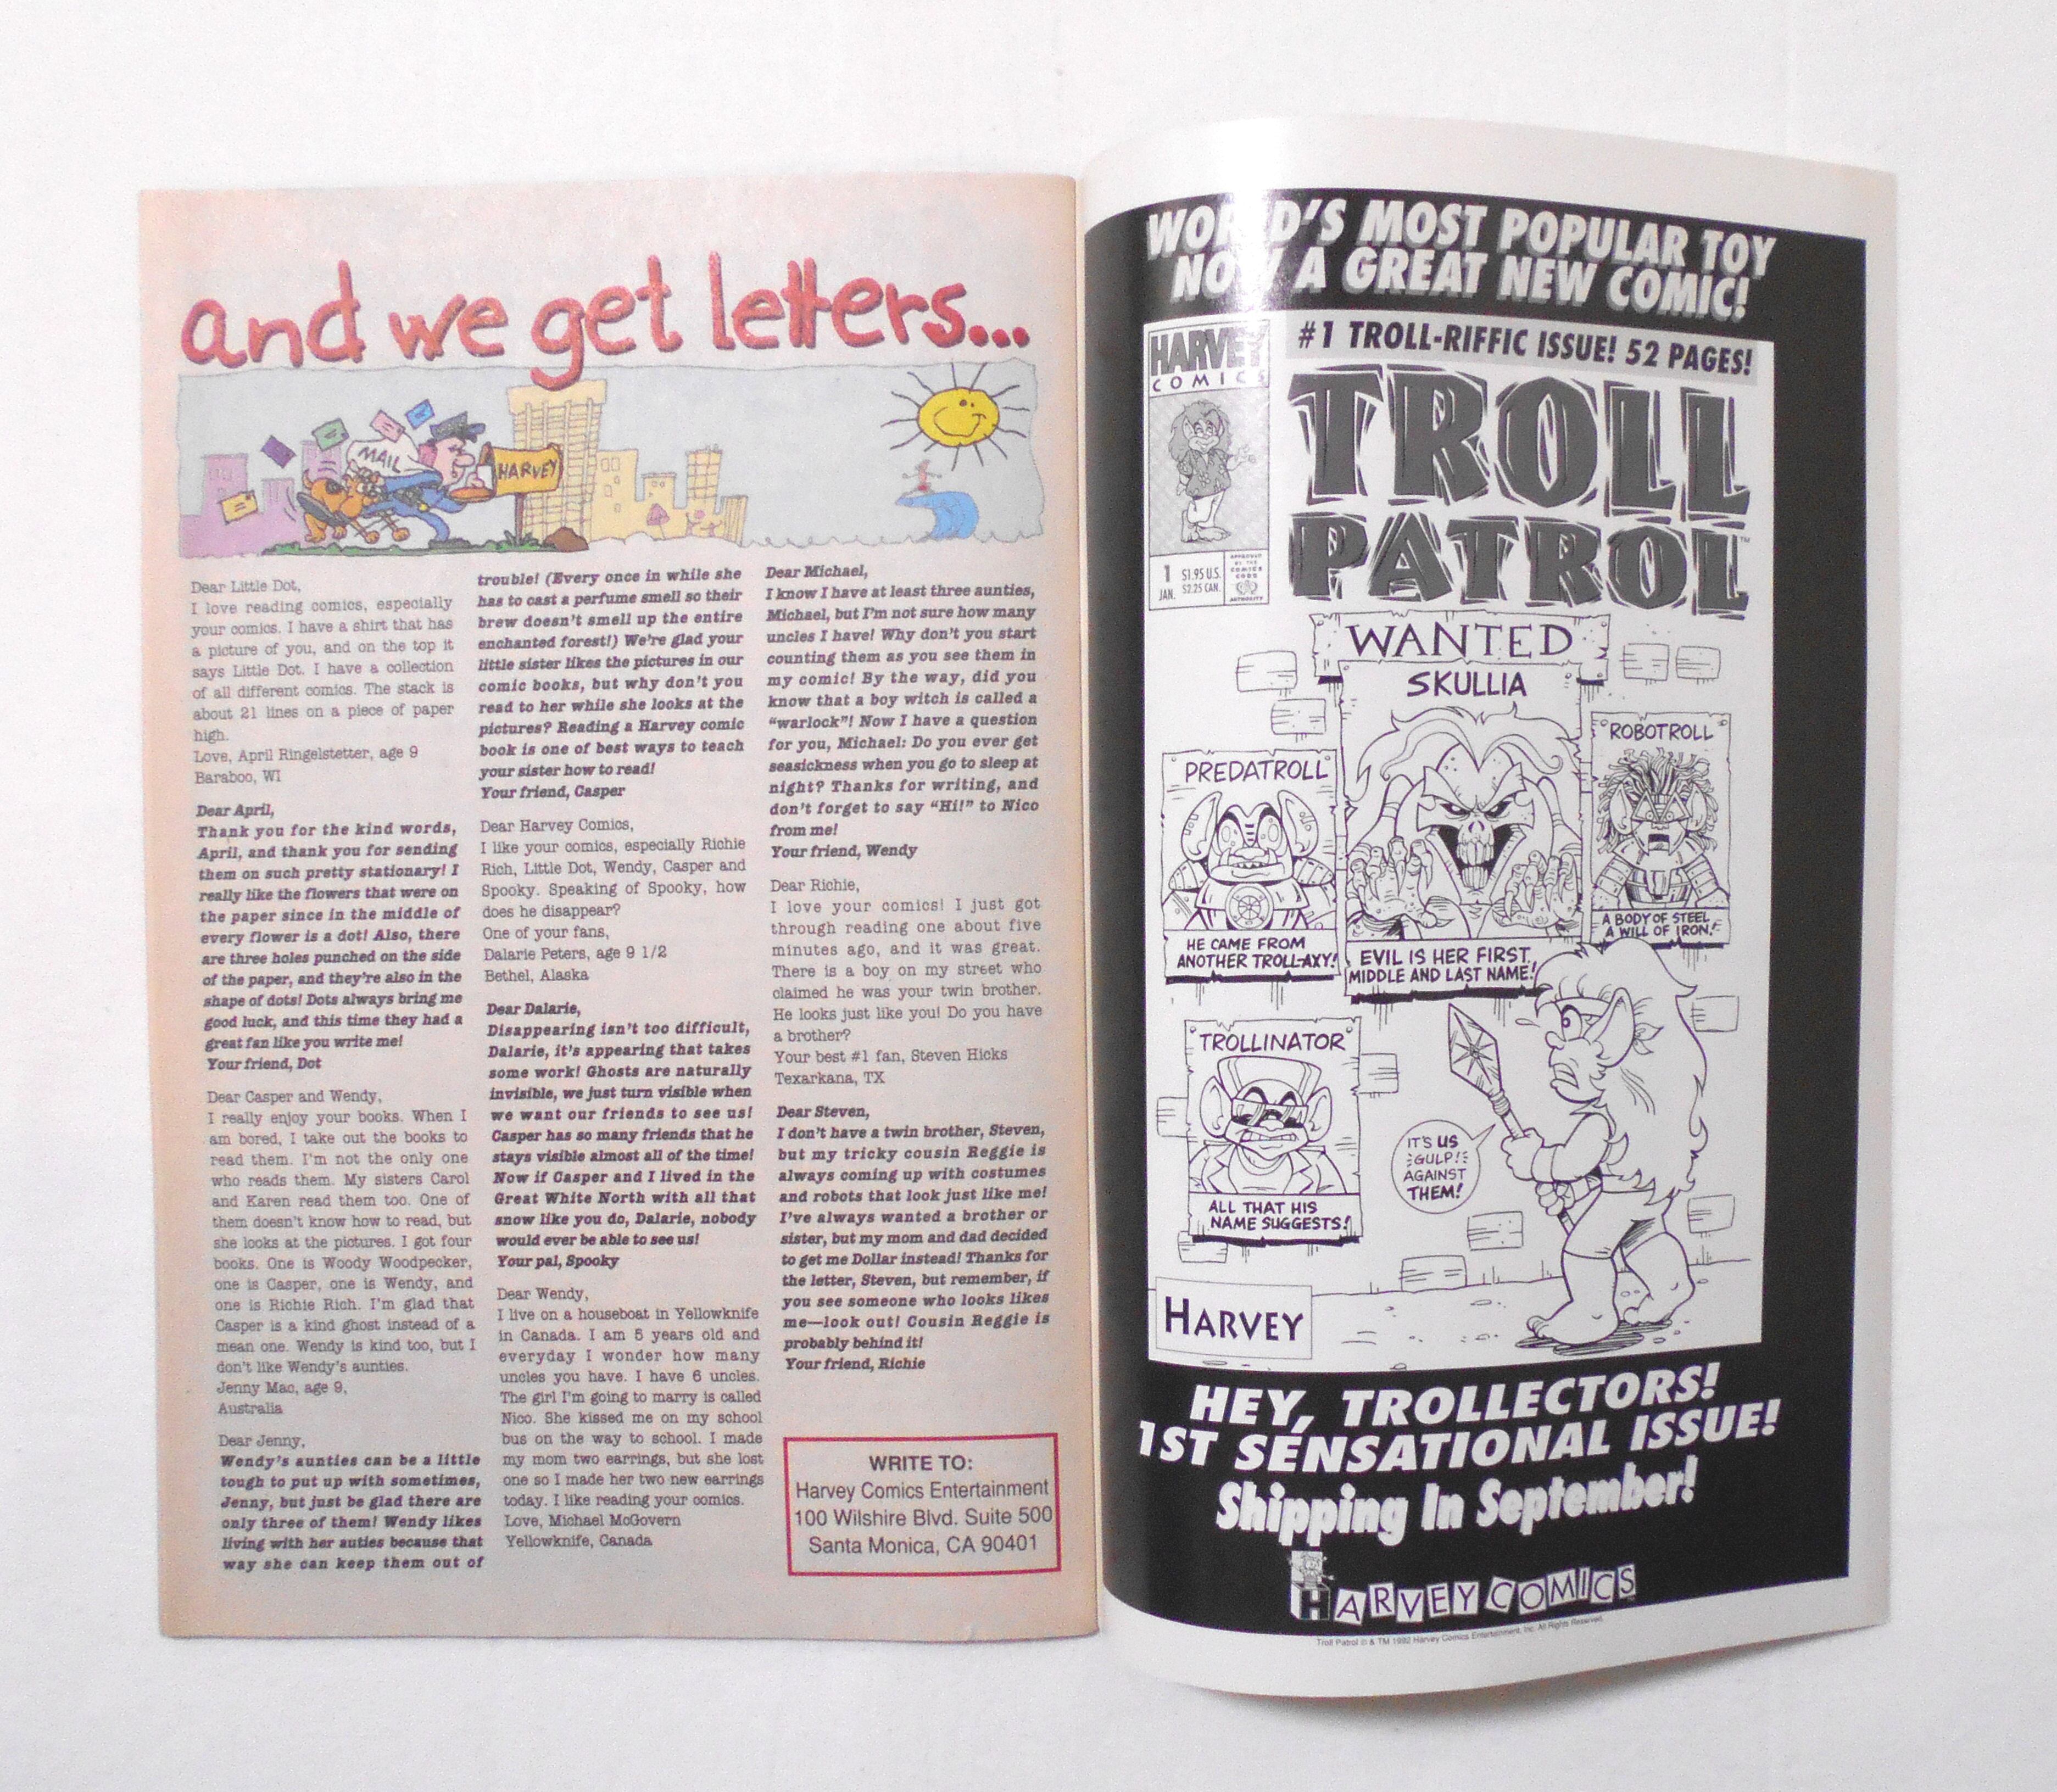 and we get letters...
MAIL
HARVEY
Dear Little Dot,
I love reading comics, especially
your comics. I have a shirt that has
a picture of you, and on the top it
says Little Dot. I have a collection
of all different comics. The stack is
about 21 lines on a piece of paper
high.
Love, April Ringelstetter, age 9
Baraboo, WI
Dear April,
Thank you for the kind words,
April, and thank you for sending
them on such pretty stationary! I
really like the flowers that were on
the paper since in the middle of
every flower is a dot! Also, there
are three holes punched on the side
of the paper, and they're also in the
shape of dots! Dots always bring me
good luck, and this time they had a
great fan like you write me!
Your friend, Dot
Dear Casper and Wendy,
I really enjoy your books. When I
am bored, I take out the books to
read them. I'm not the only one
who reads them. My sisters Carol
and Karen read them too. One of
them doesn't know how to read, but
she looks at the pictures. I got four
books. One is Woody Woodpecker,
one is Casper, one is Wendy, and
one is Richie Rich. I'm glad that
Casper is a kind ghost instead of a
mean one. Wendy is kind too, but I
don't like Wendy's aunties.
Jenny Mac, age 9,
Australia
Dear Jenny,
Wendy's aunties can be a little
tough to put up with sometimes,
Jenny, but just be glad there are
only three of them! Wendy likes
living with her auties because that
way she can keep them out of
trouble! (Every once in while she
has to cast a perfume smell so their
brew doesn't smell up the entire
enchanted forest!) We're glad your
little sister likes the pictures in our
comic books, but why don't you
read to her while she looks at the
pictures? Reading a Harvey comic
book is one of best ways to teach
your sister how to read!
Your friend, Casper
Dear Harvey Comics,
I like your comics, especially Richie
Rich, Little Dot, Wendy, Casper and
Spooky. Speaking of Spooky, how
does he disappear?
One of your fans,
Dalarie Peters, age 9 1/2
Bethel, Alaska
Dear Dalarie,
Disappearing isn't too difficult,
Dalarie, it's appearing that takes
some work! Ghosts are naturally
invisible, we just turn visible when
we want our friends to see us!
Casper has so many friends that he
stays visible almost all of the time!
Now if Casper and I lived in the
Great White North with all that
snow like you do, Dalarie, nobody
would ever be able to see us!
Your pal, Spooky
Dear Wendy,
I live on a houseboat in Yellowknife
in Canada. I am 5 years old and
everyday I wonder how many
uncles you have. I have 6 uncles.
The girl I'm going to marry is called
Nico. She kissed me on my school
bus on the way to school. I made
my mom two earrings, but she lost
one so I made her two new earrings
today. I like reading your comics.
Love, Michael McGovern
Yellowknife, Canada
Dear Michael,
I know I have at least three aunties,
Michael, but I'm not sure how many
uncles I have! Why don't you start
counting them as you see them in
my comic! By the way, did you
know that a boy witch is called a
"warlock"! Now I have a question
for you, Michael: Do you ever get
seasickness when you go to sleep at
night? Thanks for writing, and
don't forget to say "Hi!" to Nico
from me!
Your friend, Wendy
Dear Richie,
I love your comics! I just got
through reading one about five
minutes ago, and it was great.
There is a boy on my street who
claimed he was your twin brother.
He looks just like you! Do you have
a brother?
Your best #1 fan, Steven Hicks
Texarkana, TX
Dear Steven,
I don't have a twin brother, Steven,
but my tricky cousin Reggie is
always coming up with costumes
and robots that look just like me!
I've always wanted a brother or
sister, but my mom and dad decided
to get me Dollar instead! Thanks for
the letter, Steven, but remember, if
you see someone who looks likes
me—look out! Cousin Reggie is
probably behind it!
Your friend, Richie
WRITE TO:
Harvey Comics Entertainment
100 Wilshire Blvd. Suite 500
Santa Monica, CA 90401
WORLD'S MOST POPULAR TOY
NOW A GREAT NEW COMIC!
HARVEY
COMICS
#1 TROLL-RIFFIC ISSUE! 52 PAGES!
TROLL
PATROL™
1
JAN.
$1.95 U.S.
$2.25 CAN.
APPROVED
BY THE
COMICS
CODE
AUTHORITY
WANTED
SKULLIA
EVIL IS HER FIRST,
MIDDLE AND LAST NAME!
PREDATROLL
HE CAME FROM
ANOTHER TROLL-AXY!
ROBOTROLL
A BODY OF STEEL,
A WILL OF IRON!
TROLLINATOR
ALL THAT HIS
NAME SUGGESTS!
IT'S US
GULP!
AGAINST
THEM!
HARVEY
HEY, TROLLECTORS!
1ST SENSATIONAL ISSUE!
Shipping In September!
HARVEY COMICS
Troll Patrol © & TM 1992 Harvey Comics Entertainment, Inc. All Rights Reserved.